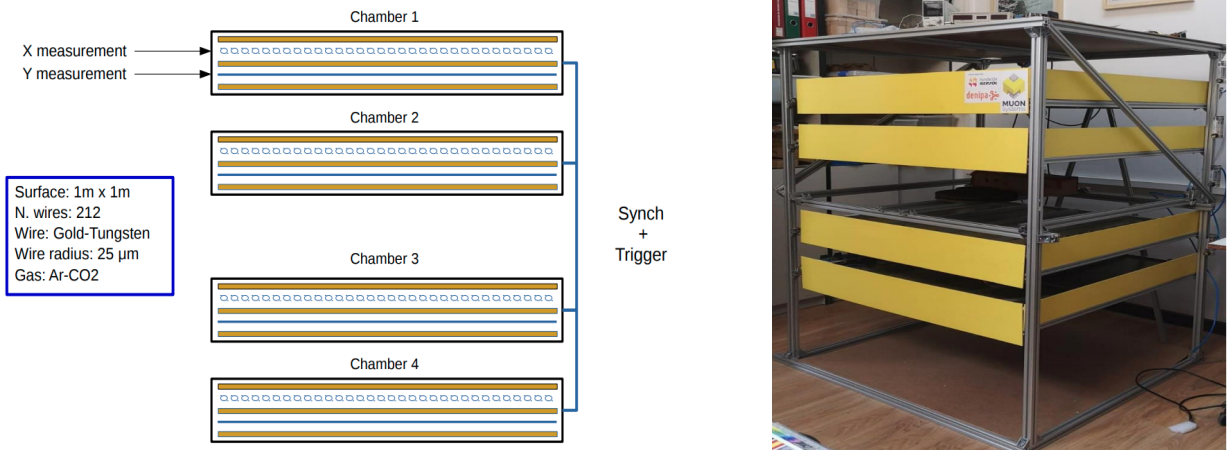 Chamber 1
X measurement
Y measurement
Chamber 2
Surface: 1m x 1m
N. wires: 212
Wire: Gold-Tungsten
Wire radius: 25 μm
Gas: Ar-CO2
Synch
+
Trigger
Chamber 3
Chamber 4
denipa
MUON